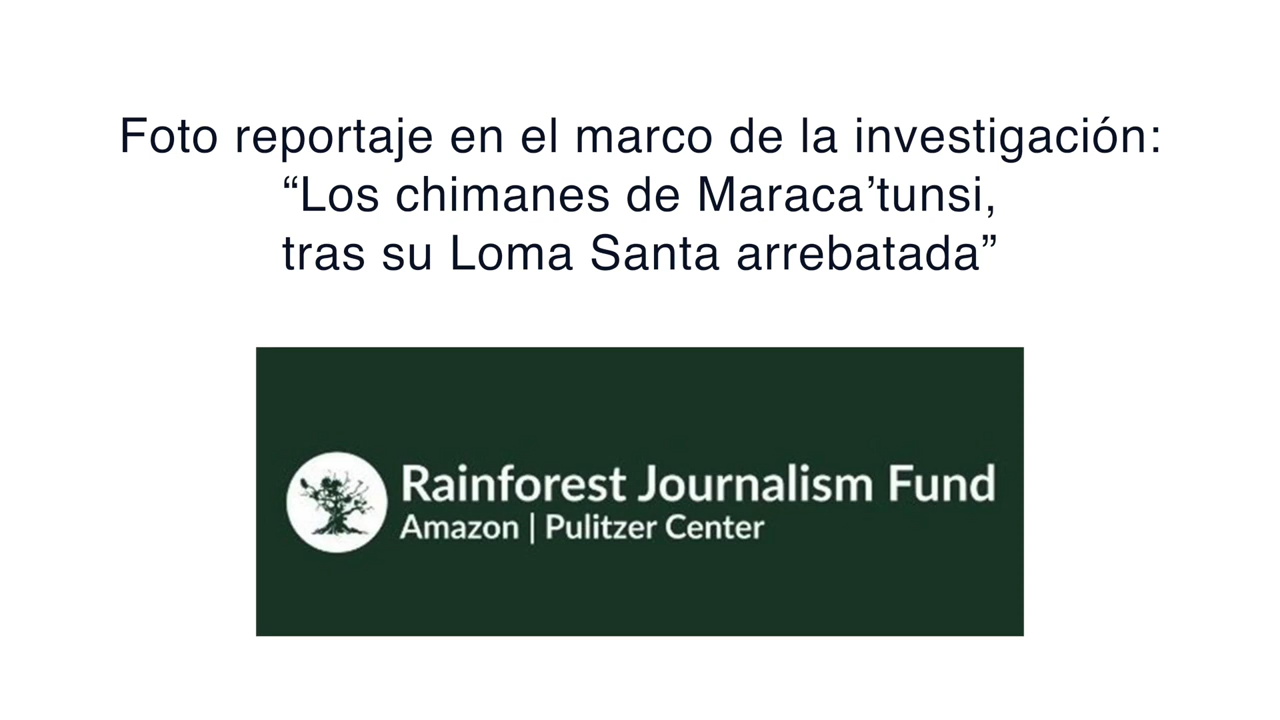 Foto reportaje en el marco de la investigación:
“Los chimanes de Maraca’tunsi,
tras su Loma Santa arrebatada”
Rainforest Journalism Fund
Amazon | Pulitzer Center